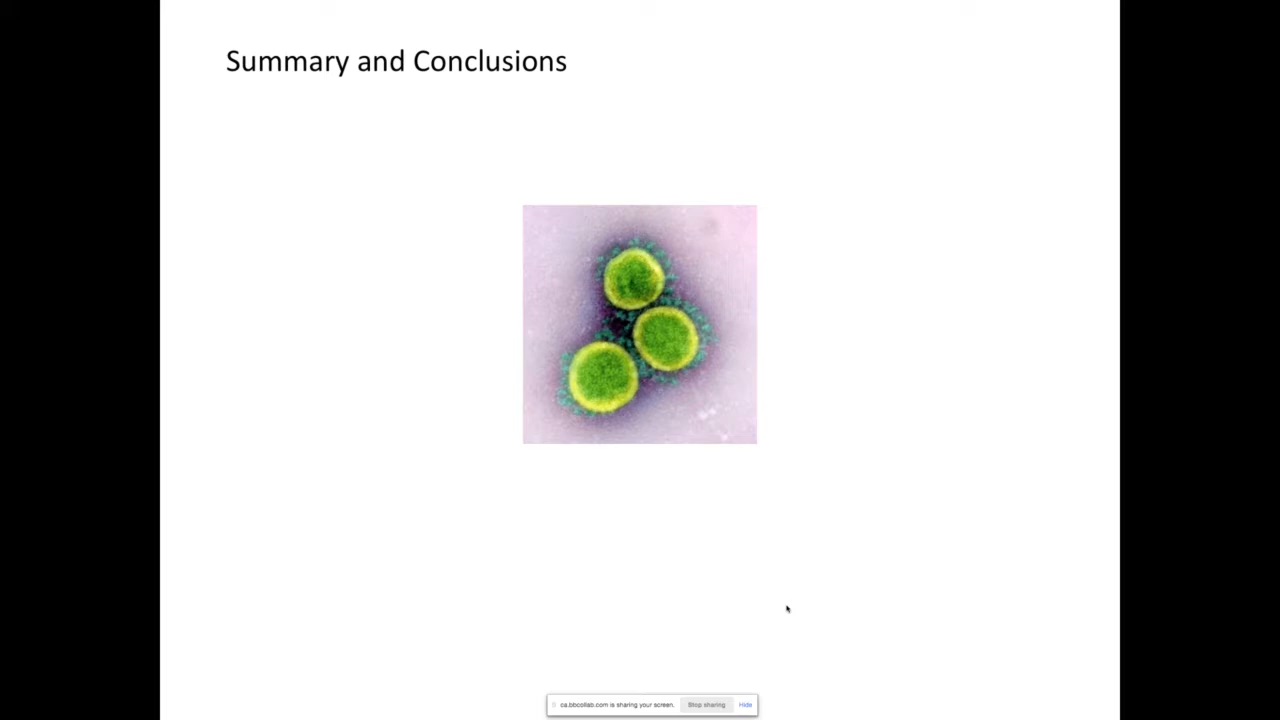 Summary and Conclusions
ca.bbcollab.com is sharing your screen. Stop sharing Hide